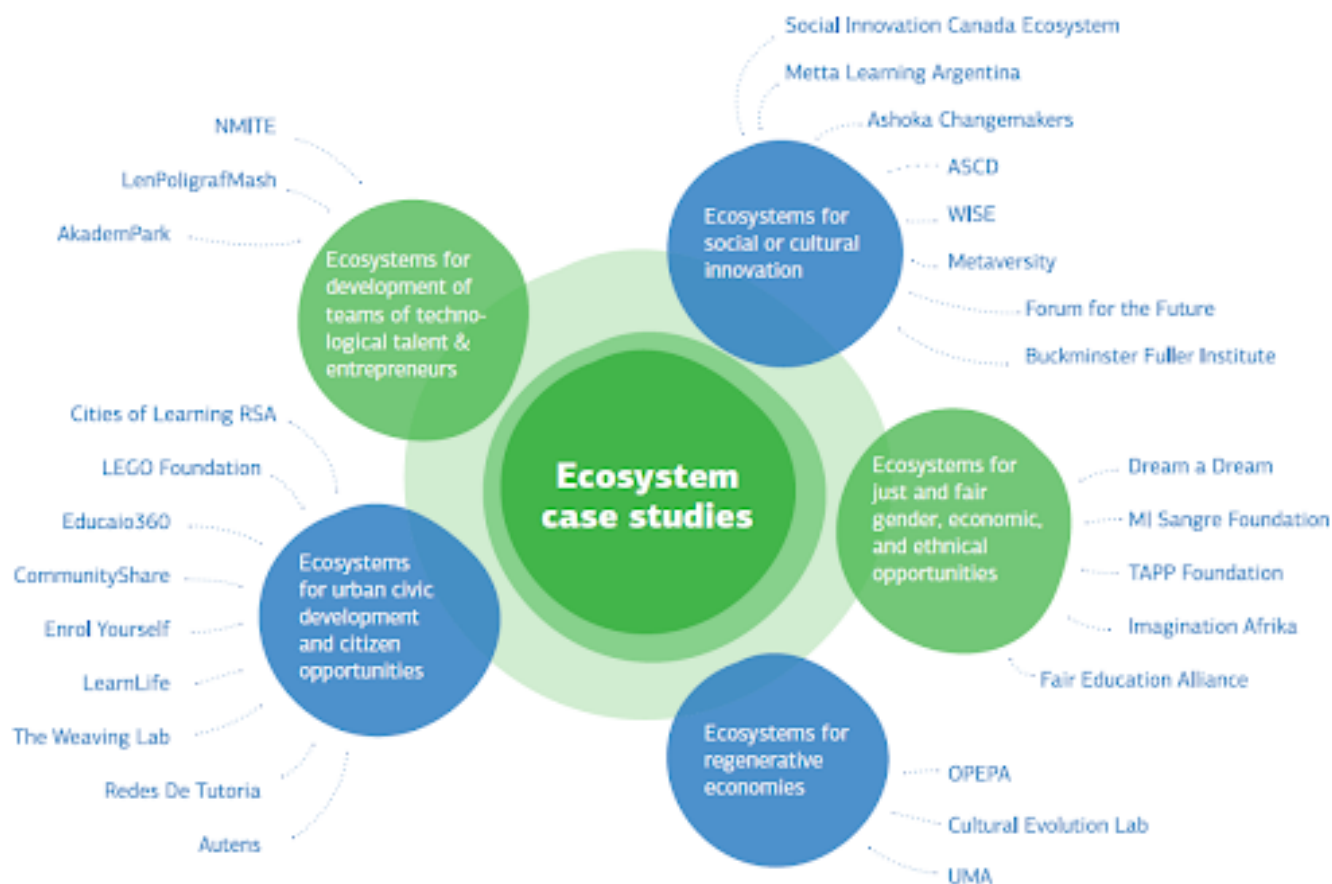 Social Innovation Canada Ecosystem
Metta Learning Argentina
Ashoka Changemakers
ASCD
WISE
Metaversity
Forum for the Future
Buckminster Fuller Institute
Ecosystems for
social or cultural
innovation
NMITE
LenPoligrafMash
AkademPark
Ecosystems for
development of
teams of techno-
logical talent &
entrepreneurs
Ecosystem
case studies
Ecosystems for
just and fair
gender, economic,
and ethnical
opportunities
Dream a Dream
MI Sangre Foundation
TAPP Foundation
Imagination Afrika
Fair Education Alliance
Cities of Learning RSA
LEGO Foundation
Educaio360
CommunityShare
Enrol Yourself
LearnLife
The Weaving Lab
Redes De Tutoria
Autens
Ecosystems
for urban civic
development
and citizen
opportunities
Ecosystems for
regenerative
economies
OPEPA
Cultural Evolution Lab
UMA